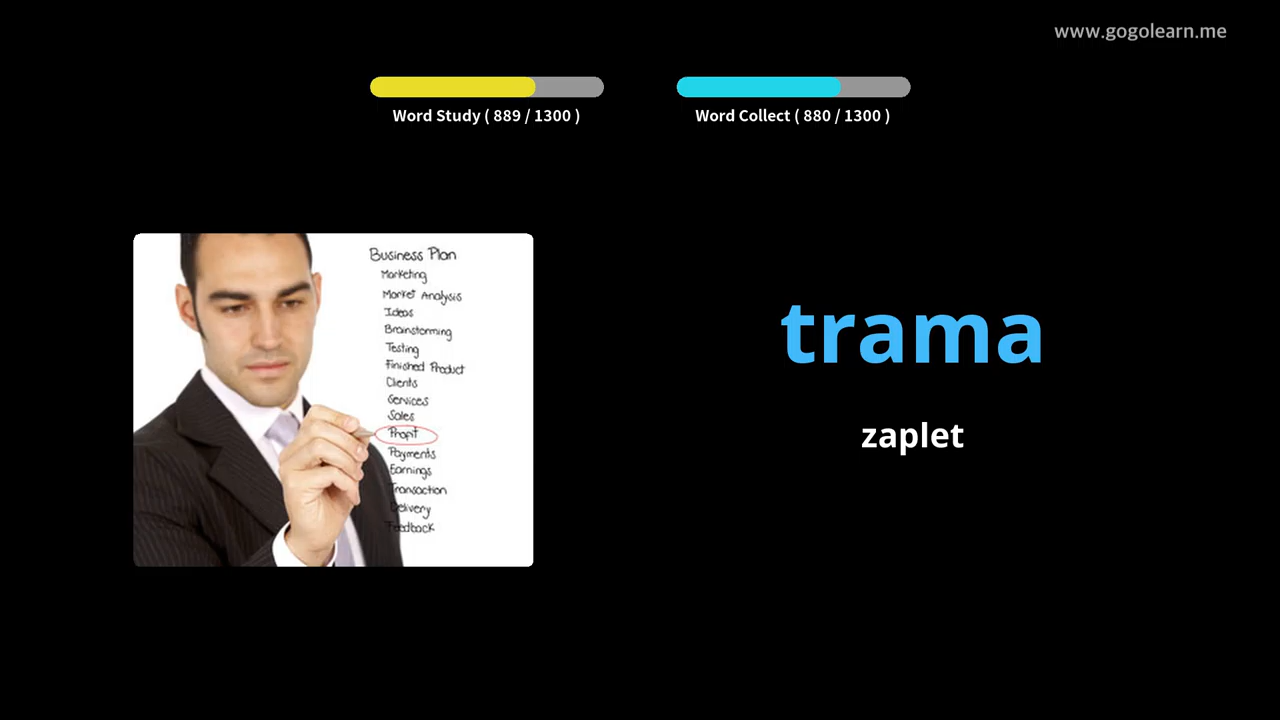 www.gogolearn.me
Word Study ( 889 / 1300 )
Word Collect ( 880 / 1300 )
Business Plan
Marketing
Market Analysis
Ideas
Brainstorming
Testing
Finished Product
Clients
Services
Sales
Profit
Payments
Earnings
Transaction
Delivery
Feedback
trama
zaplet